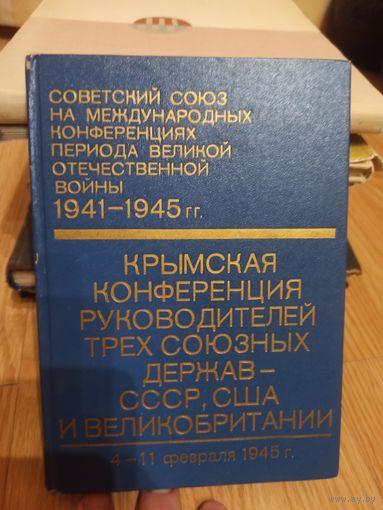 СОВЕТСКИЙ СОЮЗ
НА МЕЖДУНАРОДНЫХ
КОНФЕРЕНЦИЯХ
ПЕРИОДА ВЕЛИКОЙ
ОТЕЧЕСТВЕННОЙ
ВОЙНЫ
1941–1945 гг.
КРЫМСКАЯ
КОНФЕРЕНЦИЯ
РУКОВОДИТЕЛЕЙ
ТРЕХ СОЮЗНЫХ
ДЕРЖАВ –
СССР, США
И ВЕЛИКОБРИТАНИИ
4–11 февраля 1945 г.